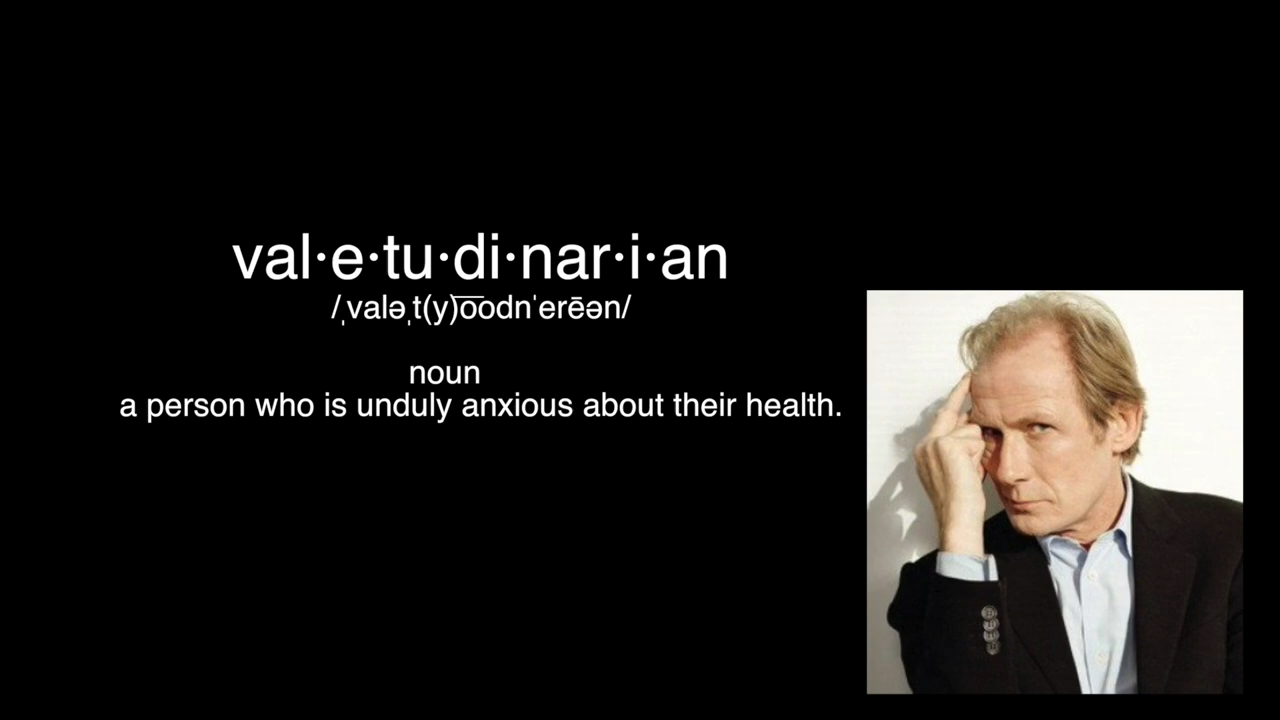 val·e·tu·di·nar·i·an
/ˌvaləˌt(y)o͞odnˈerēən/
noun
a person who is unduly anxious about their health.